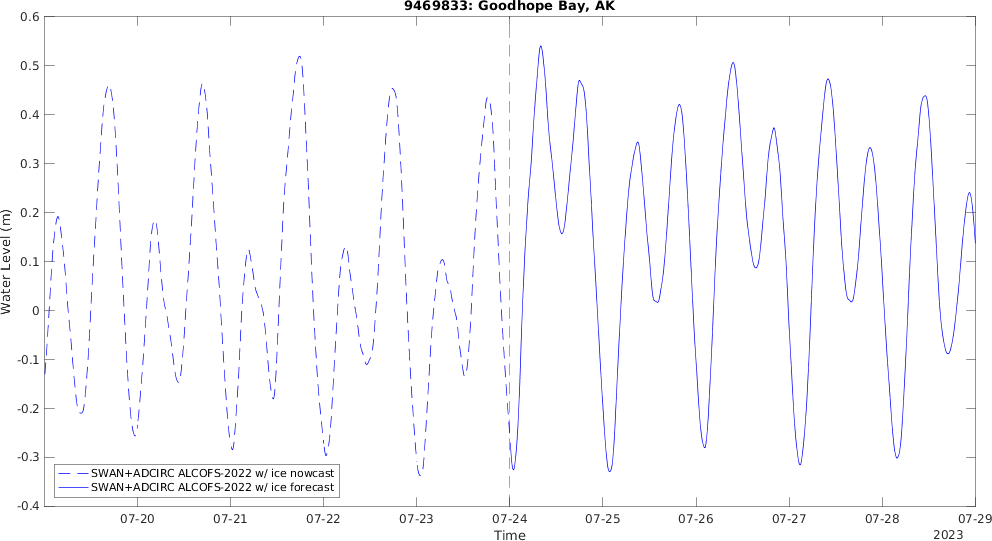 9469833: Goodhope Bay, AK
0.6
0.5
0.4
0.3
0.2
0.1
0
-0.1
-0.2
-0.3
-0.4
Water Level (m)
SWAN+ADCIRC ALCOFS-2022 w/ ice nowcast
SWAN+ADCIRC ALCOFS-2022 w/ ice forecast
07-20 07-21 07-22 07-23 07-24 07-25 07-26 07-27 07-28 07-29
Time
2023